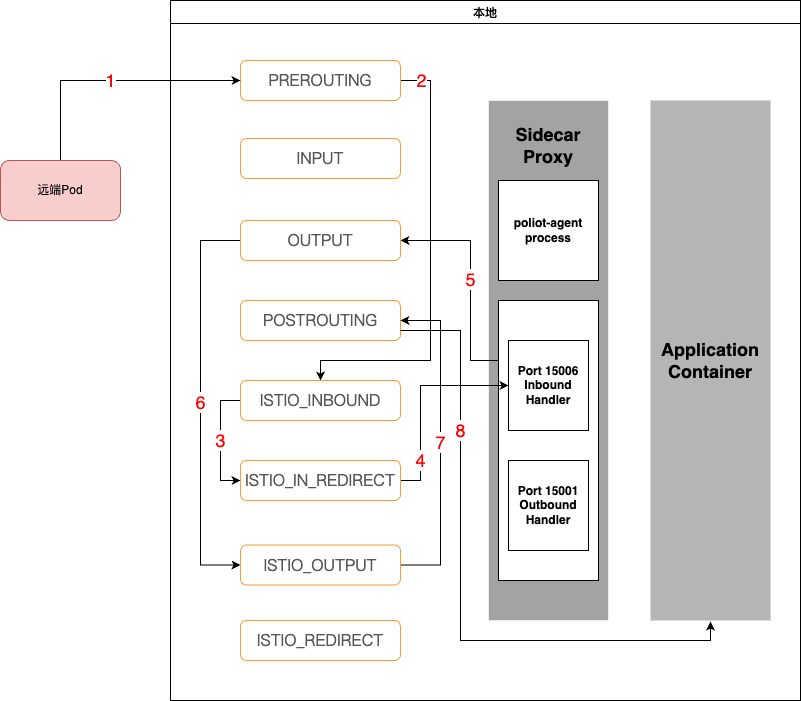 本地
1
PREROUTING
2
INPUT
远端Pod
OUTPUT
5
POSTROUTING
ISTIO_INBOUND
6
3
7
8
4
ISTIO_IN_REDIRECT
ISTIO_OUTPUT
ISTIO_REDIRECT
Sidecar
Proxy
poliot-agent
process
Port 15006
Inbound
Handler
Port 15001
Outbound
Handler
Application
Container